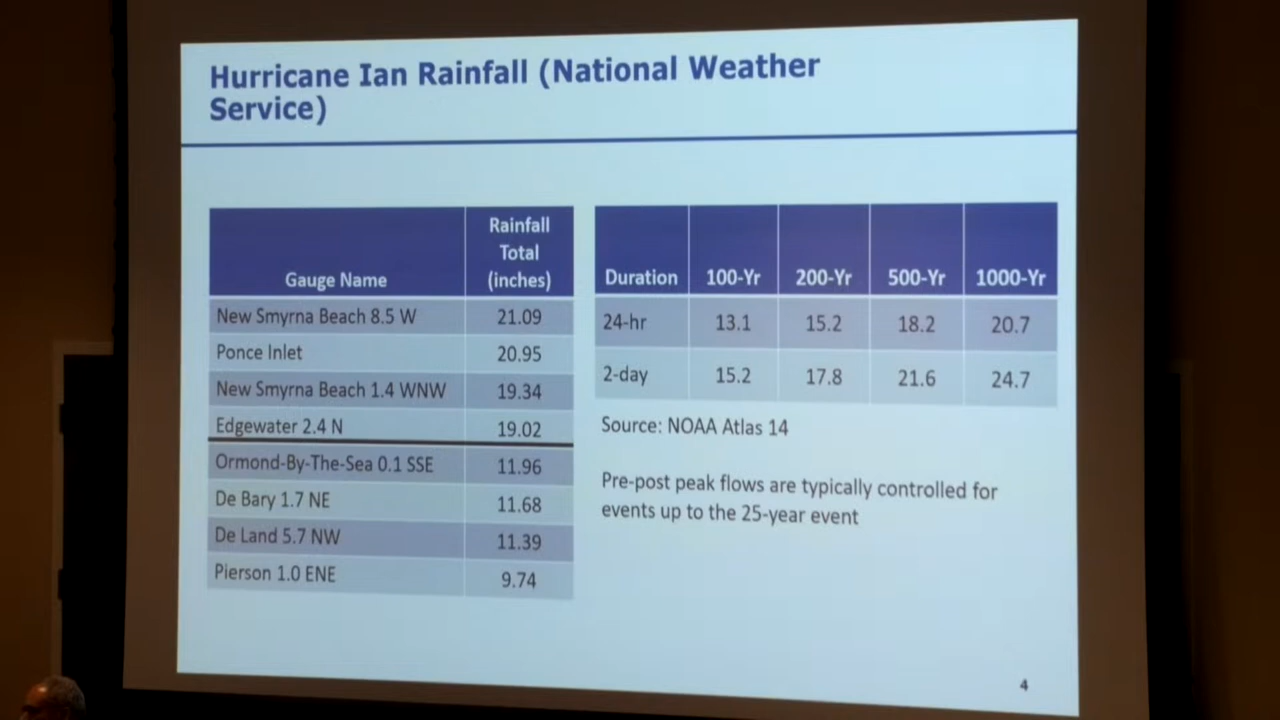 Hurricane Ian Rainfall (National Weather
Service)
Gauge Name Rainfall Total (inches)
New Smyrna Beach 8.5 W 21.09
Ponce Inlet 20.95
New Smyrna Beach 1.4 WNW 19.34
Edgewater 2.4 N 19.02
Ormond-By-The-Sea 0.1 SSE 11.96
De Bary 1.7 NE 11.68
De Land 5.7 NW 11.39
Pierson 1.0 ENE 9.74
Duration 100-Yr 200-Yr 500-Yr 1000-Yr
24-hr 13.1 15.2 18.2 20.7
2-day 15.2 17.8 21.6 24.7
Source: NOAA Atlas 14
Pre-post peak flows are typically controlled for
events up to the 25-year event
4